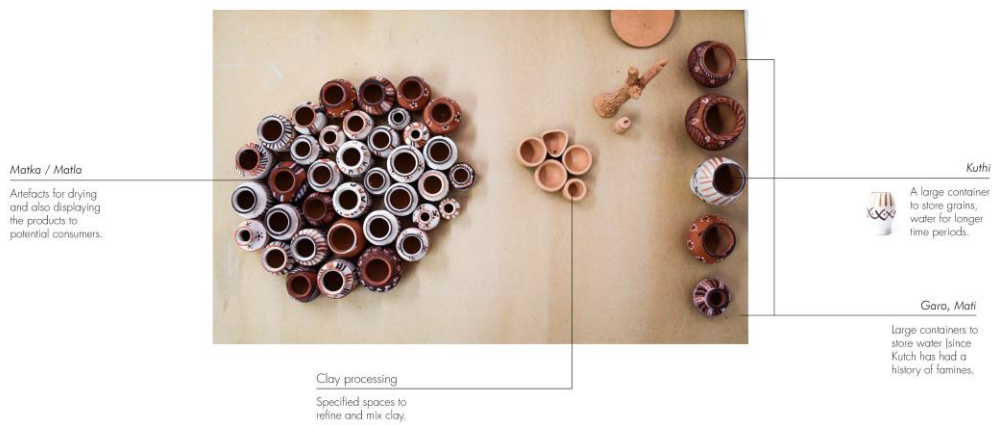 Matka / Matla
Artefacts for drying
and also displaying
the products to
potential consumers.
Kuthi
A large container
to store grains,
water for longer
time periods.
Garo, Mati
Large containers to
store water (since
Kutch has had a
history of famines.
Clay processing
Specified spaces to
refine and mix clay.